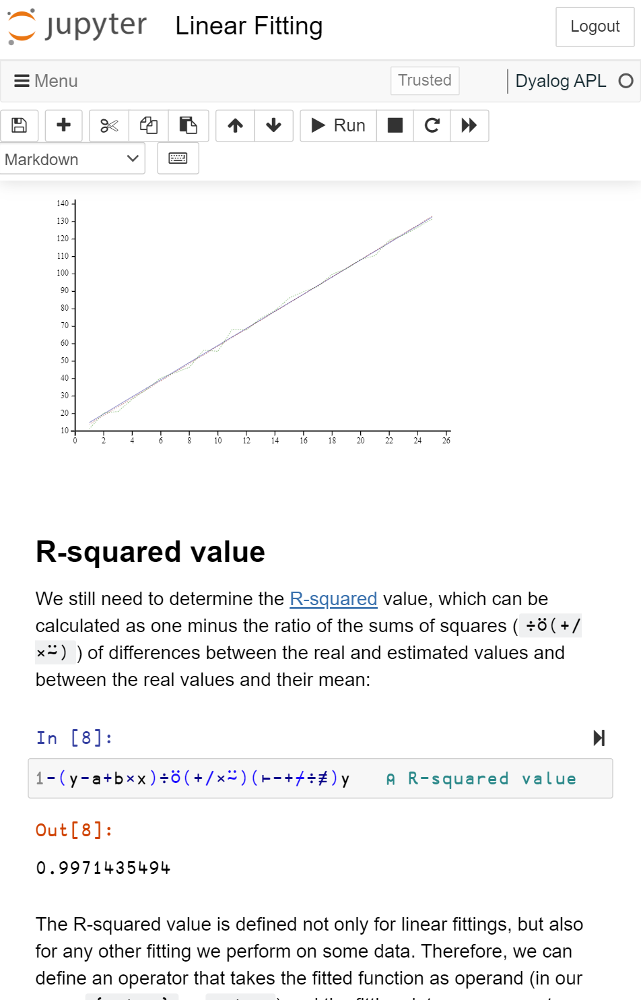 jupyter Linear Fitting Logout
Menu Trusted Dyalog APL
Run
Markdown
140
130
120
110
100
90
80
70
60
50
40
30
20
10
0 2 4 6 8 10 12 14 16 18 20 22 24 26
R-squared value
We still need to determine the R-squared value, which can be
calculated as one minus the ratio of the sums of squares ( ÷⍥(+/
×⍨) ) of differences between the real and estimated values and
between the real values and their mean:
In [8]:
1-(y-a+b×x)÷⍥(+/×⍨)(⊢-+⌿÷≢)y ⍝ R-squared value
Out[8]:
0.9971435494
The R-squared value is defined not only for linear fittings, but also
for any other fitting we perform on some data. Therefore, we can
define an operator that takes the fitted function as operand (in our